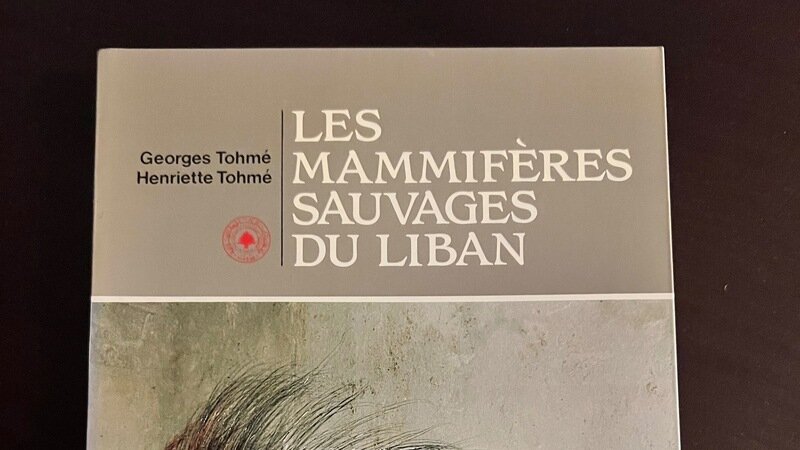 Georges Tohmé
Henriette Tohmé
LES
MAMMIFÈRES
SAUVAGES
DU LIBAN